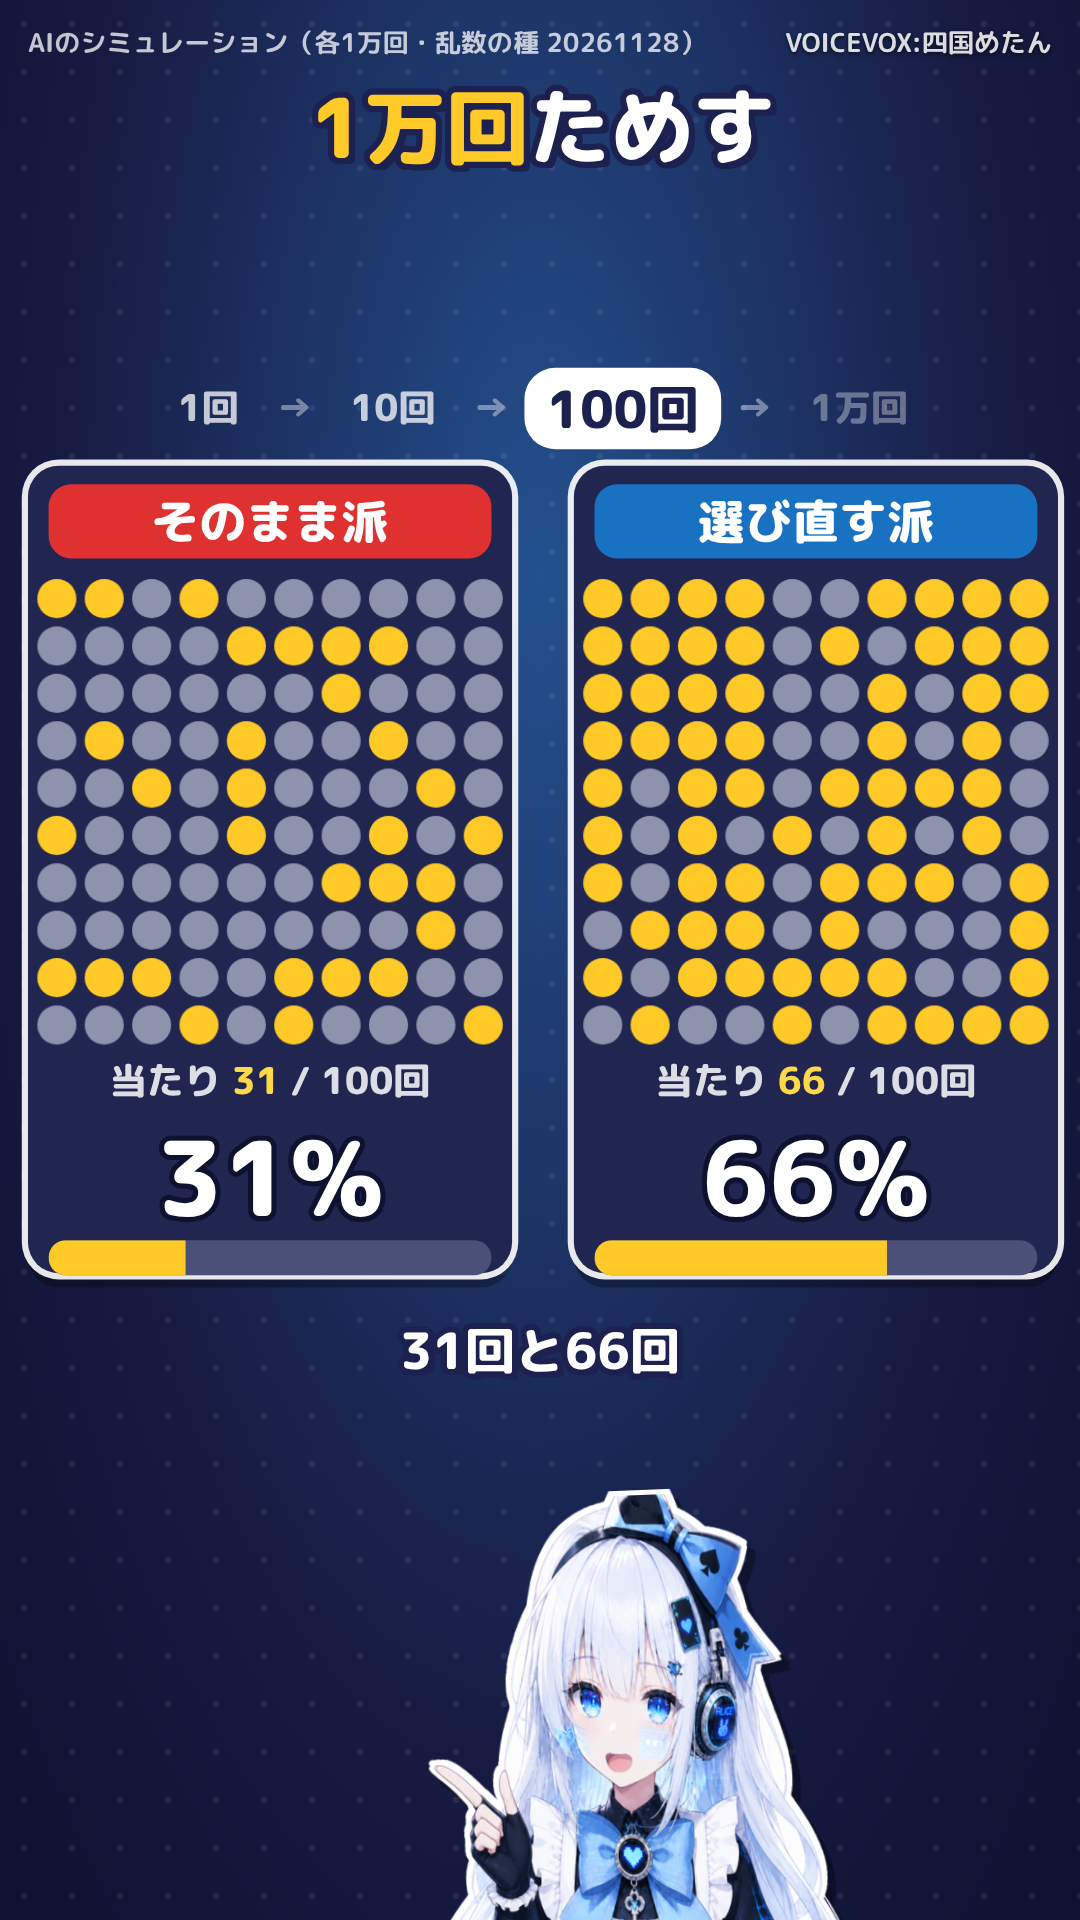 AIのシミュレーション（各1万回・乱数の種 20261128）
VOICEVOX:四国めたん
1万回ためす
1回 → 10回 → 100回 → 1万回
そのまま派
当たり 31 / 100回
31%
選び直す派
当たり 66 / 100回
66%
31回と66回